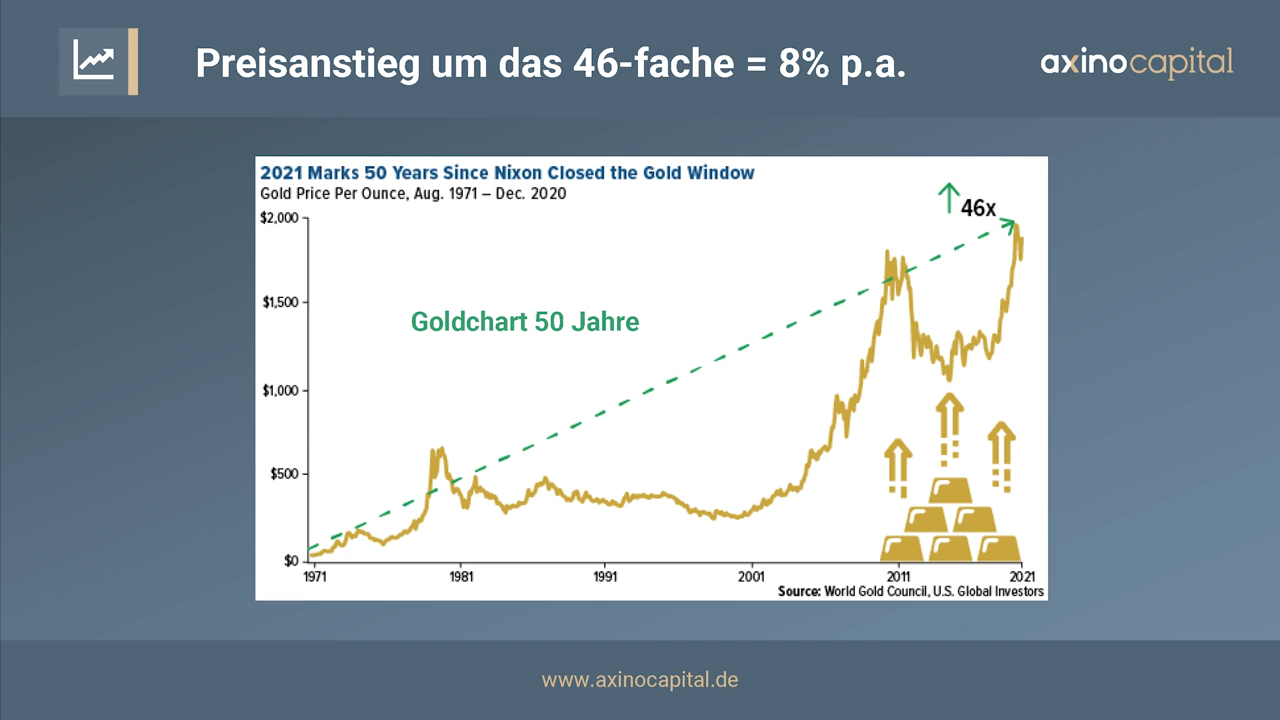 Preisanstieg um das 46-fache = 8% p.a.
axinocapital
2021 Marks 50 Years Since Nixon Closed the Gold Window
Gold Price Per Ounce, Aug. 1971 – Dec. 2020
46x
$2,000
$1,500
$1,000
$500
$0
Goldchart 50 Jahre
1971 1981 1991 2001 2011 2021
Source: World Gold Council, U.S. Global Investors
www.axinocapital.de